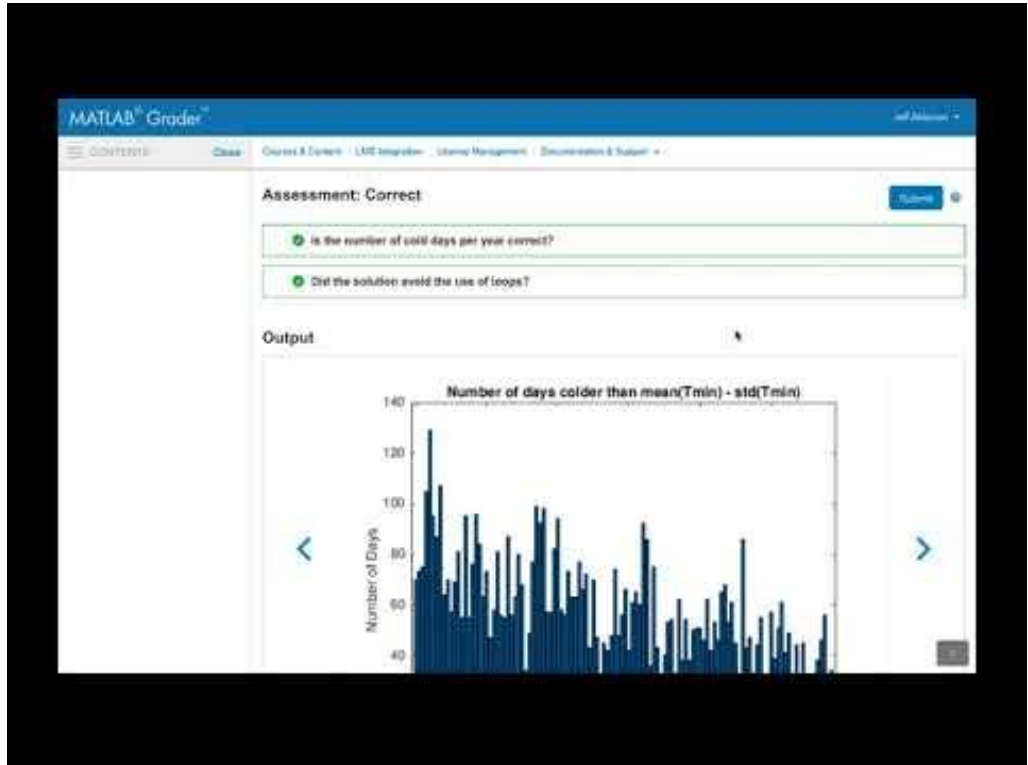 MATLAB® Grader™
CONTENTS Close Courses & Content LMS Integration License Management Documentation & Support
Assessment: Correct Submit
Is the number of cold days per year correct?
Did the solution avoid the use of loops?
Output
Number of days colder than mean(Tmin) - std(Tmin)
140
120
100
80
60
40
Number of Days